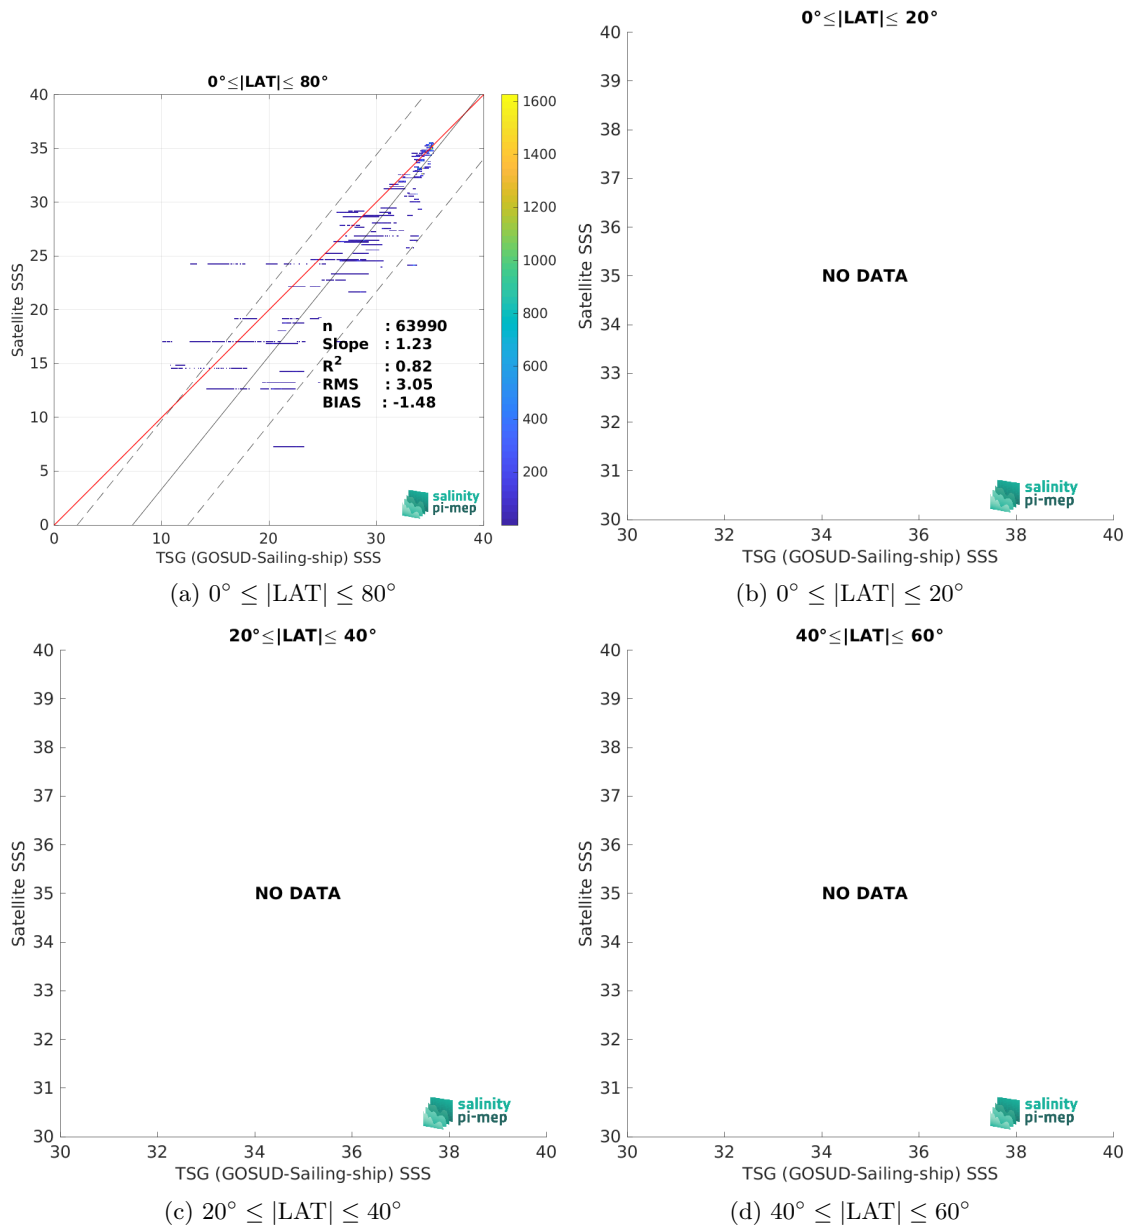 0°≤|LAT|≤ 80°
40
35
30
25
20
15
10
5
0
Satellite SSS
0
10
20
30
40
TSG (GOSUD-Sailing-ship) SSS
n : 63990
Slope : 1.23
R² : 0.82
RMS : 3.05
BIAS : -1.48
salinity
pi-mep
1600
1400
1200
1000
800
600
400
200
(a) 0° ≤ |LAT| ≤ 80°
0°≤|LAT|≤ 20°
40
39
38
37
36
35
34
33
32
31
30
Satellite SSS
NO DATA
salinity
pi-mep
30
32
34
36
38
40
TSG (GOSUD-Sailing-ship) SSS
(b) 0° ≤ |LAT| ≤ 20°
20°≤|LAT|≤ 40°
40
39
38
37
36
35
34
33
32
31
30
Satellite SSS
NO DATA
salinity
pi-mep
30
32
34
36
38
40
TSG (GOSUD-Sailing-ship) SSS
(c) 20° ≤ |LAT| ≤ 40°
40°≤|LAT|≤ 60°
40
39
38
37
36
35
34
33
32
31
30
Satellite SSS
NO DATA
salinity
pi-mep
30
32
34
36
38
40
TSG (GOSUD-Sailing-ship) SSS
(d) 40° ≤ |LAT| ≤ 60°